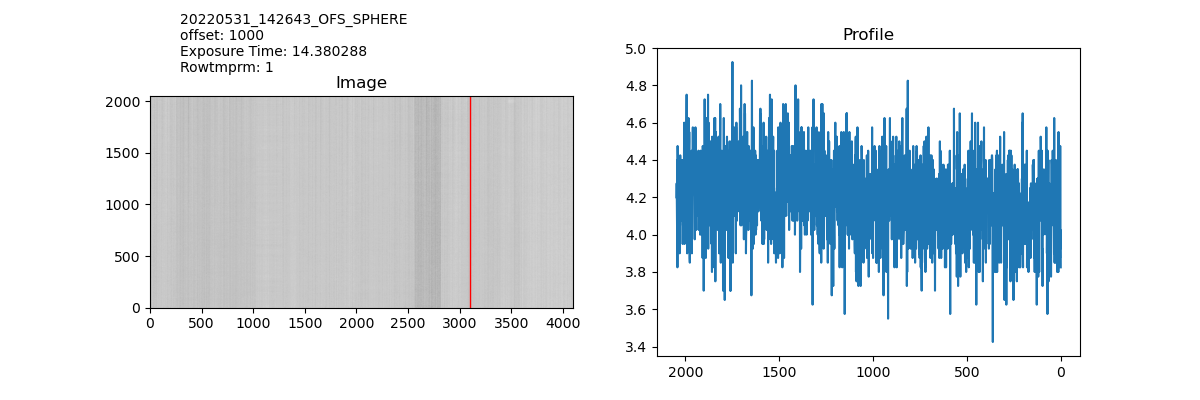 20220531_142643_OFS_SPHERE
offset: 1000
Exposure Time: 14.380288
Rowtmprm: 1
Image
2000
1500
1000
500
0
0 500 1000 1500 2000 2500 3000 3500 4000
Profile
5.0
4.8
4.6
4.4
4.2
4.0
3.8
3.6
3.4
2000 1500 1000 500 0